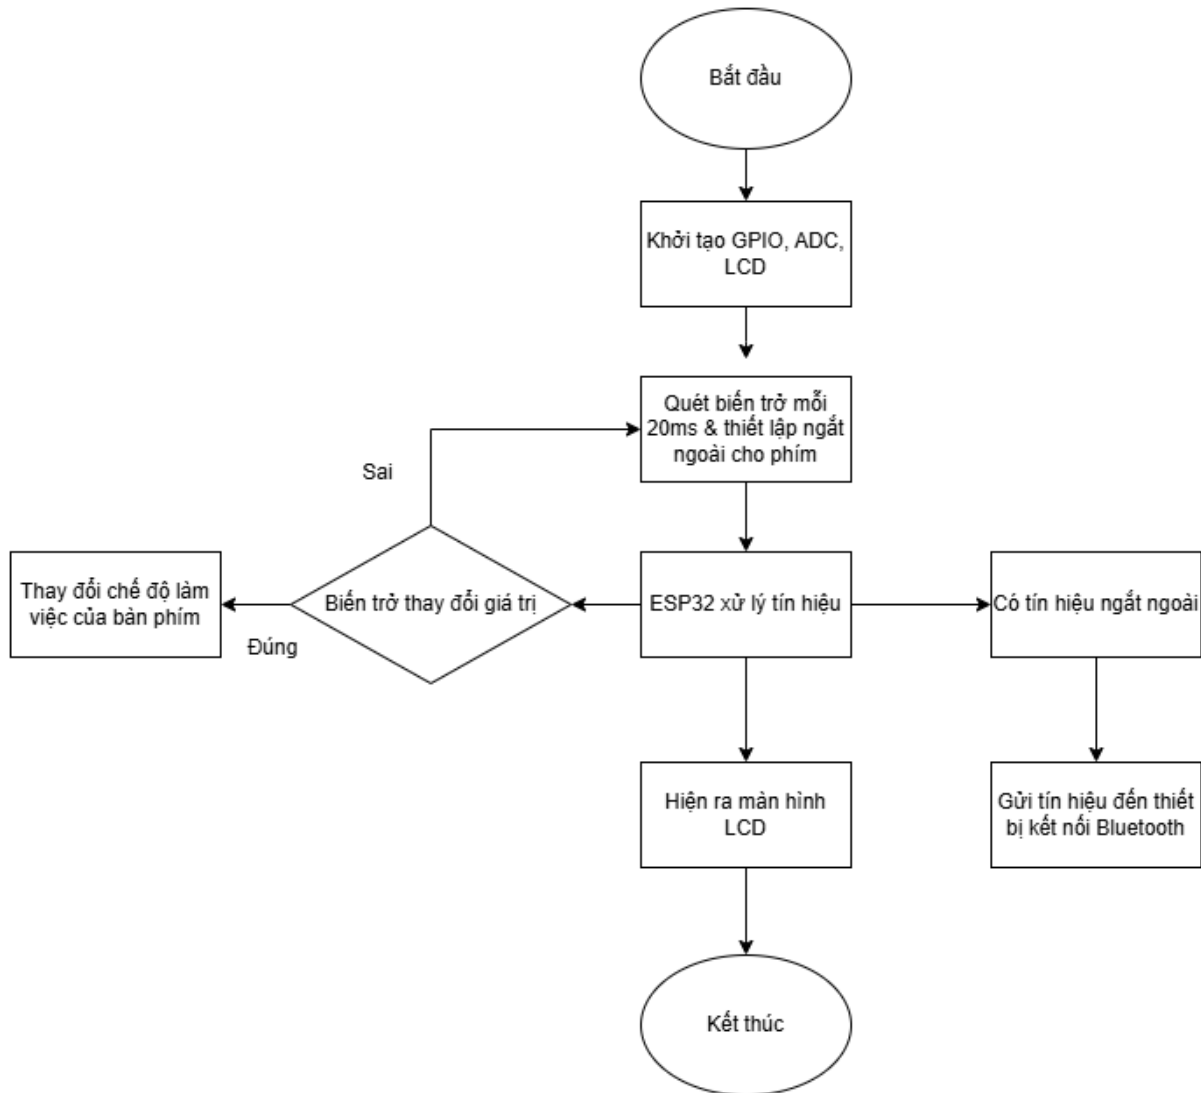 Bắt đầu
Khởi tạo GPIO, ADC,
LCD
Quét biến trở mỗi
20ms & thiết lập ngắt
ngoài cho phím
Sai
Thay đổi chế độ làm
việc của bàn phím
Đúng
Biến trở thay đổi giá trị
ESP32 xử lý tín hiệu
Có tín hiệu ngắt ngoài
Hiện ra màn hình
LCD
Gửi tín hiệu đến thiết
bị kết nối Bluetooth
Kết thúc